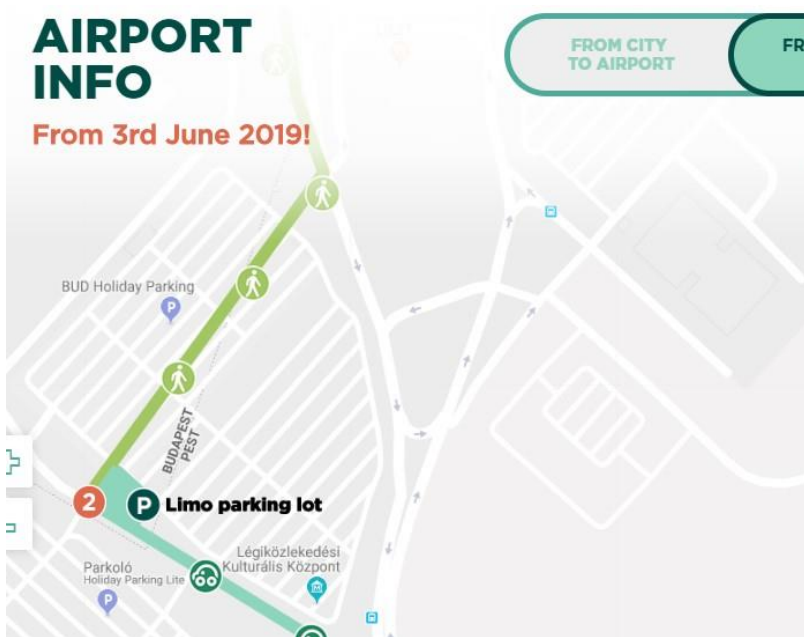 AIRPORT
INFO
From 3rd June 2019!
FROM CITY
TO AIRPORT
FR
BUD Holiday Parking
P
BUDAPEST
PEST
2
P Limo parking lot
Légiközlekedési
Kulturális Központ
Parkoló
Holiday Parking Lite
P